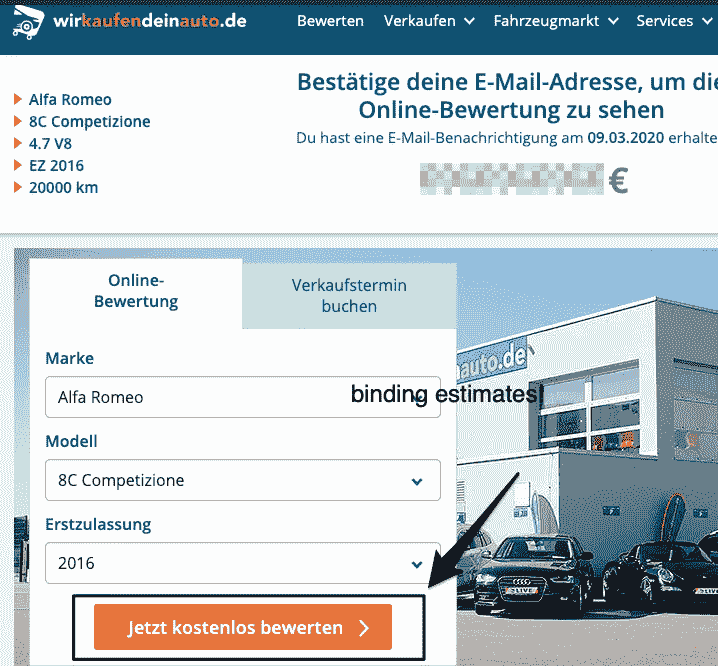 wirkaufendeinauto.de
Bewerten Verkaufen Fahrzeugmarkt Services
Alfa Romeo
8C Competizione
4.7 V8
EZ 2016
20000 km
Bestätige deine E-Mail-Adresse, um die
Online-Bewertung zu sehen
Du hast eine E-Mail-Benachrichtigung am 09.03.2020 erhalte
€
Online-
Bewertung
Verkaufstermin
buchen
Marke
Alfa Romeo
binding estimates!
Modell
8C Competizione
Erstzulassung
2016
Jetzt kostenlos bewerten
auto.de